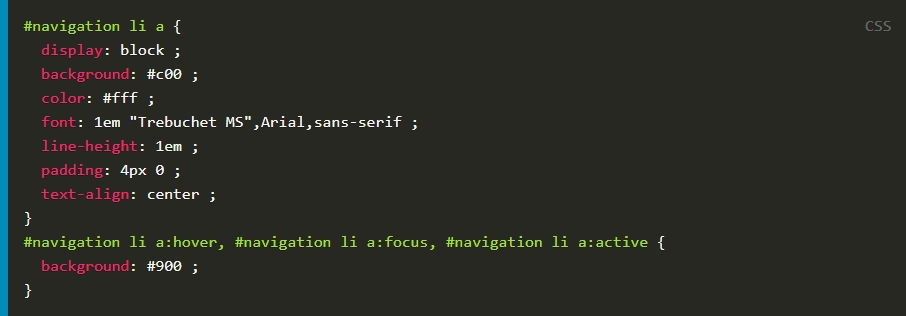 #navigation li a {
CSS
display: block ;
background: #c00 ;
color: #fff ;
font: 1em "Trebuchet MS",Arial,sans-serif ;
line-height: 1em ;
padding: 4px 0 ;
text-align: center ;
}
#navigation li a:hover, #navigation li a:focus, #navigation li a:active {
background: #900 ;
}